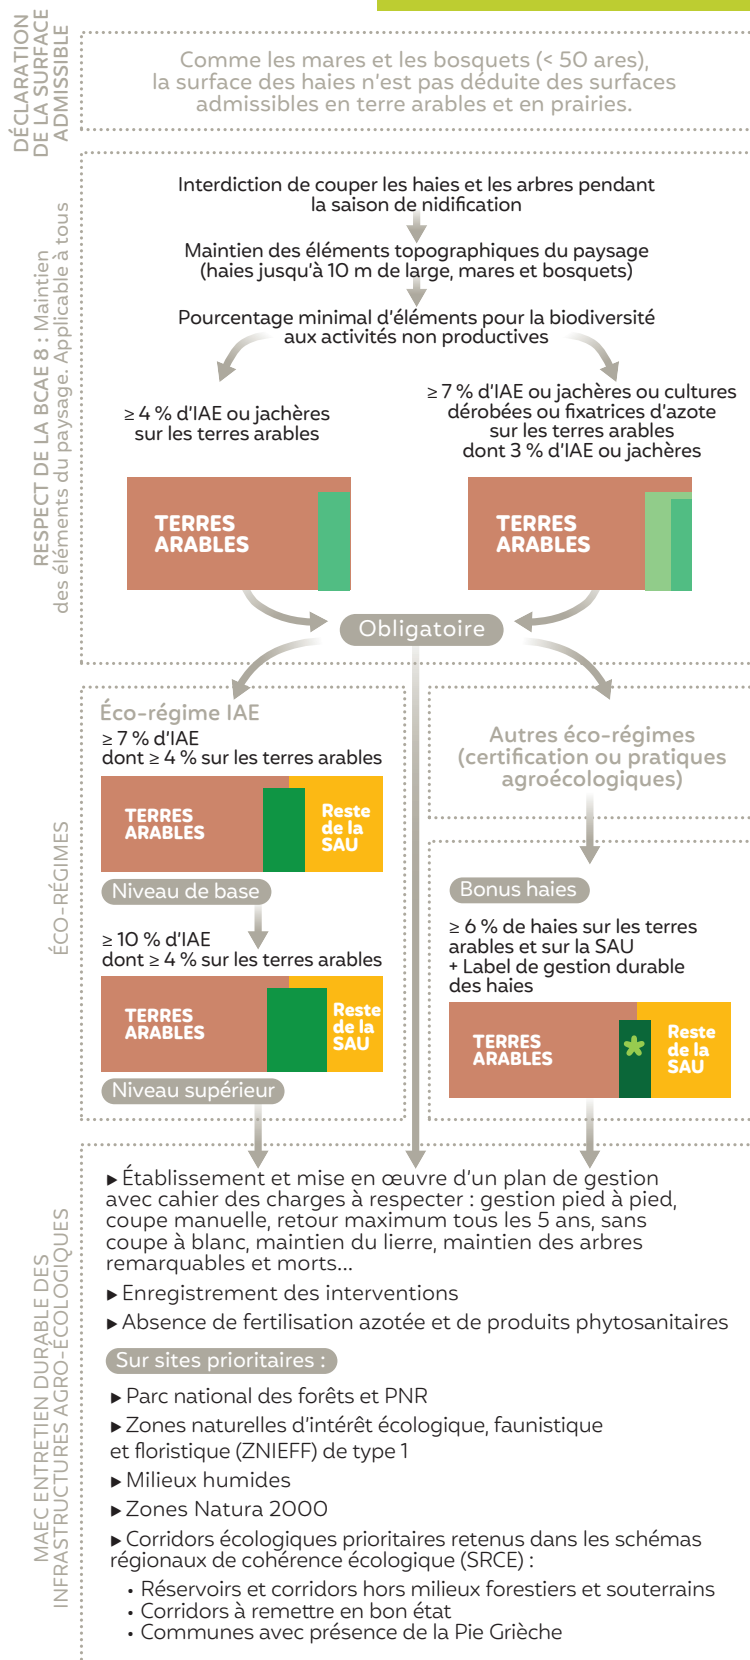 DÉCLARATION
DE LA SURFACE
ADMISSIBLE
Comme les mares et les bosquets (< 50 ares),
la surface des haies n'est pas déduite des surfaces
admissibles en terre arables et en prairies.
RESPECT DE LA BCAE 8 : Maintien
des éléments du paysage. Applicable à tous
Interdiction de couper les haies et les arbres pendant
la saison de nidification
Maintien des éléments topographiques du paysage
(haies jusqu'à 10 m de large, mares et bosquets)
Pourcentage minimal d'éléments pour la biodiversité
aux activités non productives
≥ 4 % d'IAE ou jachères
sur les terres arables
TERRES
ARABLES
≥ 7 % d'IAE ou jachères ou cultures
dérobées ou fixatrices d'azote
sur les terres arables
dont 3 % d'IAE ou jachères
TERRES
ARABLES
Obligatoire
ÉCO-RÉGIMES
Éco-régime IAE
≥ 7 % d'IAE
dont ≥ 4 % sur les terres arables
TERRES
ARABLES
Reste
de la
SAU
Niveau de base
≥ 10 % d'IAE
dont ≥ 4 % sur les terres arables
TERRES
ARABLES
Reste
de la
SAU
Niveau supérieur
Autres éco-régimes
(certification ou pratiques
agroécologiques)
Bonus haies
≥ 6 % de haies sur les terres
arables et sur la SAU
+ Label de gestion durable
des haies
TERRES
ARABLES
Reste
de la
SAU
MAEC ENTRETIEN DURABLE DES
INFRASTRUCTURES AGRO-ÉCOLOGIQUES
▸ Établissement et mise en œuvre d'un plan de gestion
avec cahier des charges à respecter : gestion pied à pied,
coupe manuelle, retour maximum tous les 5 ans, sans
coupe à blanc, maintien du lierre, maintien des arbres
remarquables et morts...
▸ Enregistrement des interventions
▸ Absence de fertilisation azotée et de produits phytosanitaires
Sur sites prioritaires :
▸ Parc national des forêts et PNR
▸ Zones naturelles d'intérêt écologique, faunistique
et floristique (ZNIEFF) de type 1
▸ Milieux humides
▸ Zones Natura 2000
▸ Corridors écologiques prioritaires retenus dans les schémas
régionaux de cohérence écologique (SRCE) :
• Réservoirs et corridors hors milieux forestiers et souterrains
• Corridors à remettre en bon état
• Communes avec présence de la Pie Grièche